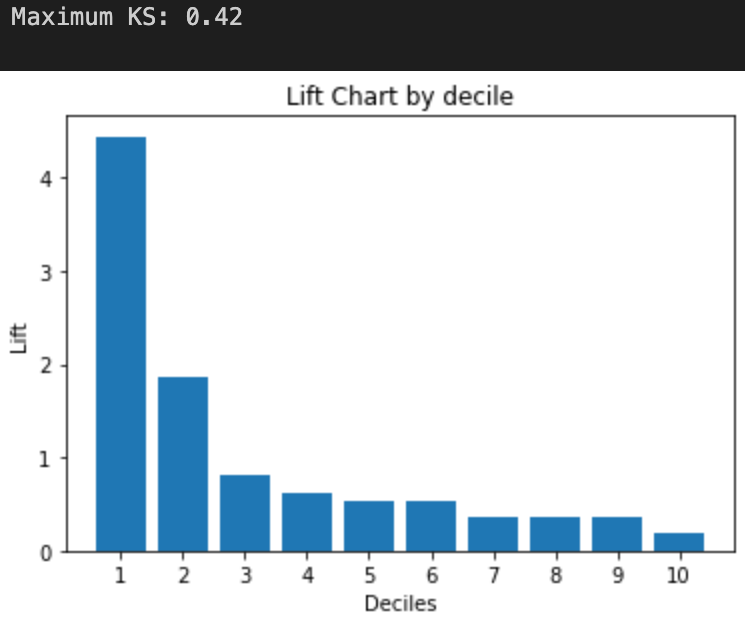 Maximum KS: 0.42
Lift Chart by decile
4
3
2
1
0
Lift
1 2 3 4 5 6 7 8 9 10
Deciles